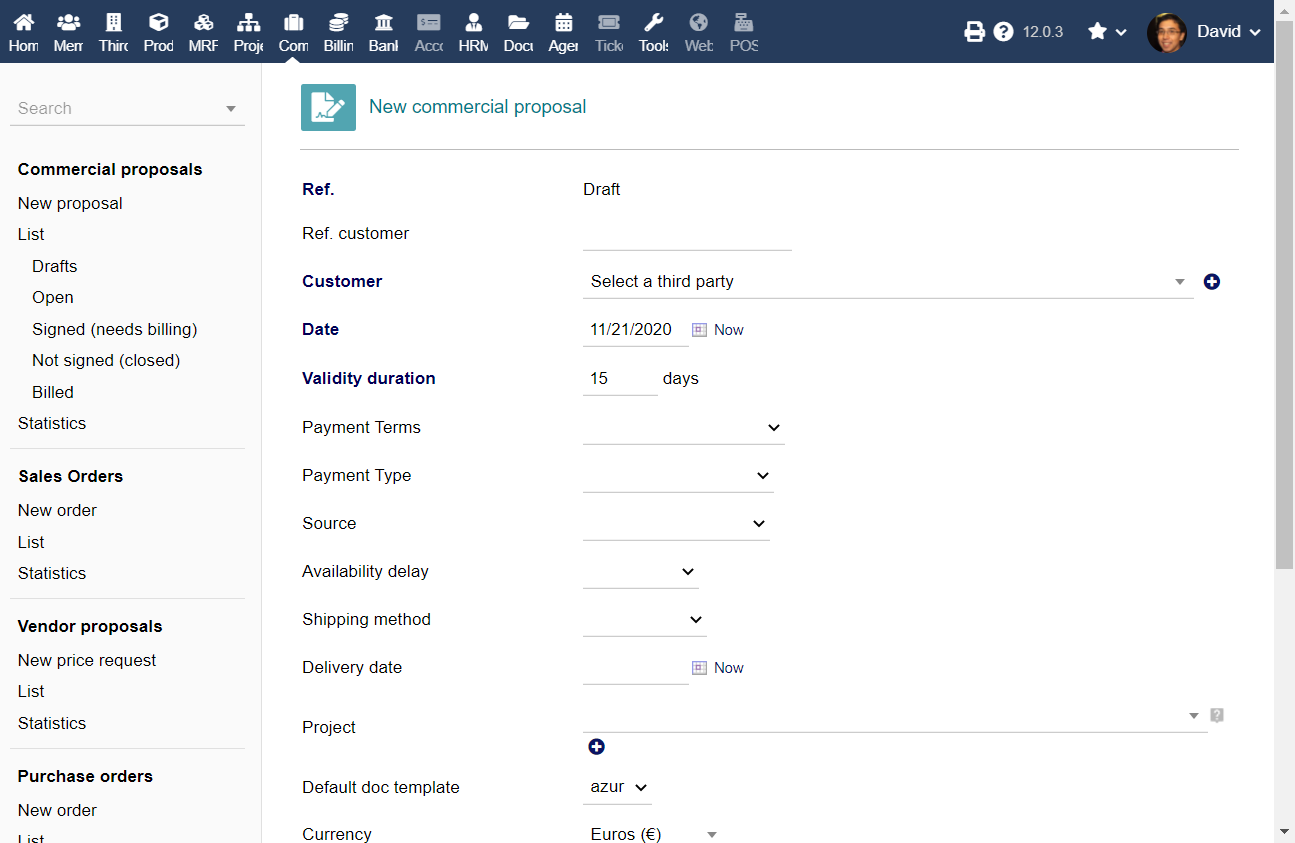 Hom Mem Thirc Prod MRF Proje Com Billin Bank Acco HRM Docu Agen Ticke Tools Web POS 12.0.3 David
Search
New commercial proposal
Commercial proposals
New proposal
List
Drafts
Open
Signed (needs billing)
Not signed (closed)
Billed
Statistics
Sales Orders
New order
List
Statistics
Vendor proposals
New price request
List
Statistics
Purchase orders
New order
List
Ref. Draft
Ref. customer
Customer Select a third party
Date 11/21/2020 Now
Validity duration 15 days
Payment Terms
Payment Type
Source
Availability delay
Shipping method
Delivery date Now
Project
Default doc template azur
Currency Euros (€)